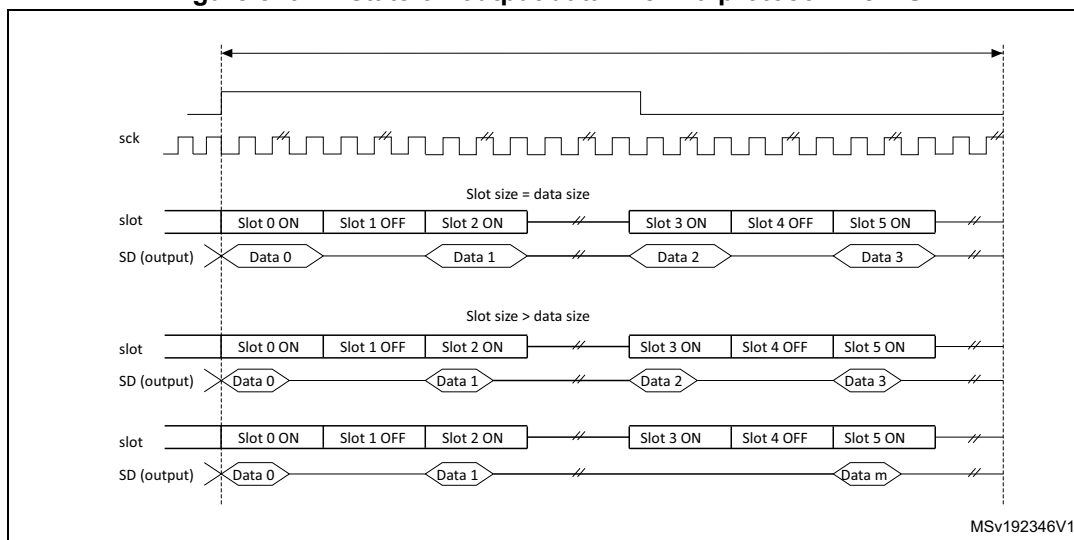 sck
Slot size = data size
slot Slot 0 ON Slot 1 OFF Slot 2 ON Slot 3 ON Slot 4 OFF Slot 5 ON
SD (output) Data 0 Data 1 Data 2 Data 3
Slot size > data size
slot Slot 0 ON Slot 1 OFF Slot 2 ON Slot 3 ON Slot 4 OFF Slot 5 ON
SD (output) Data 0 Data 1 Data 2 Data 3
slot Slot 0 ON Slot 1 OFF Slot 2 ON Slot 3 ON Slot 4 OFF Slot 5 ON
SD (output) Data 0 Data 1 Data m
MSv192346V1